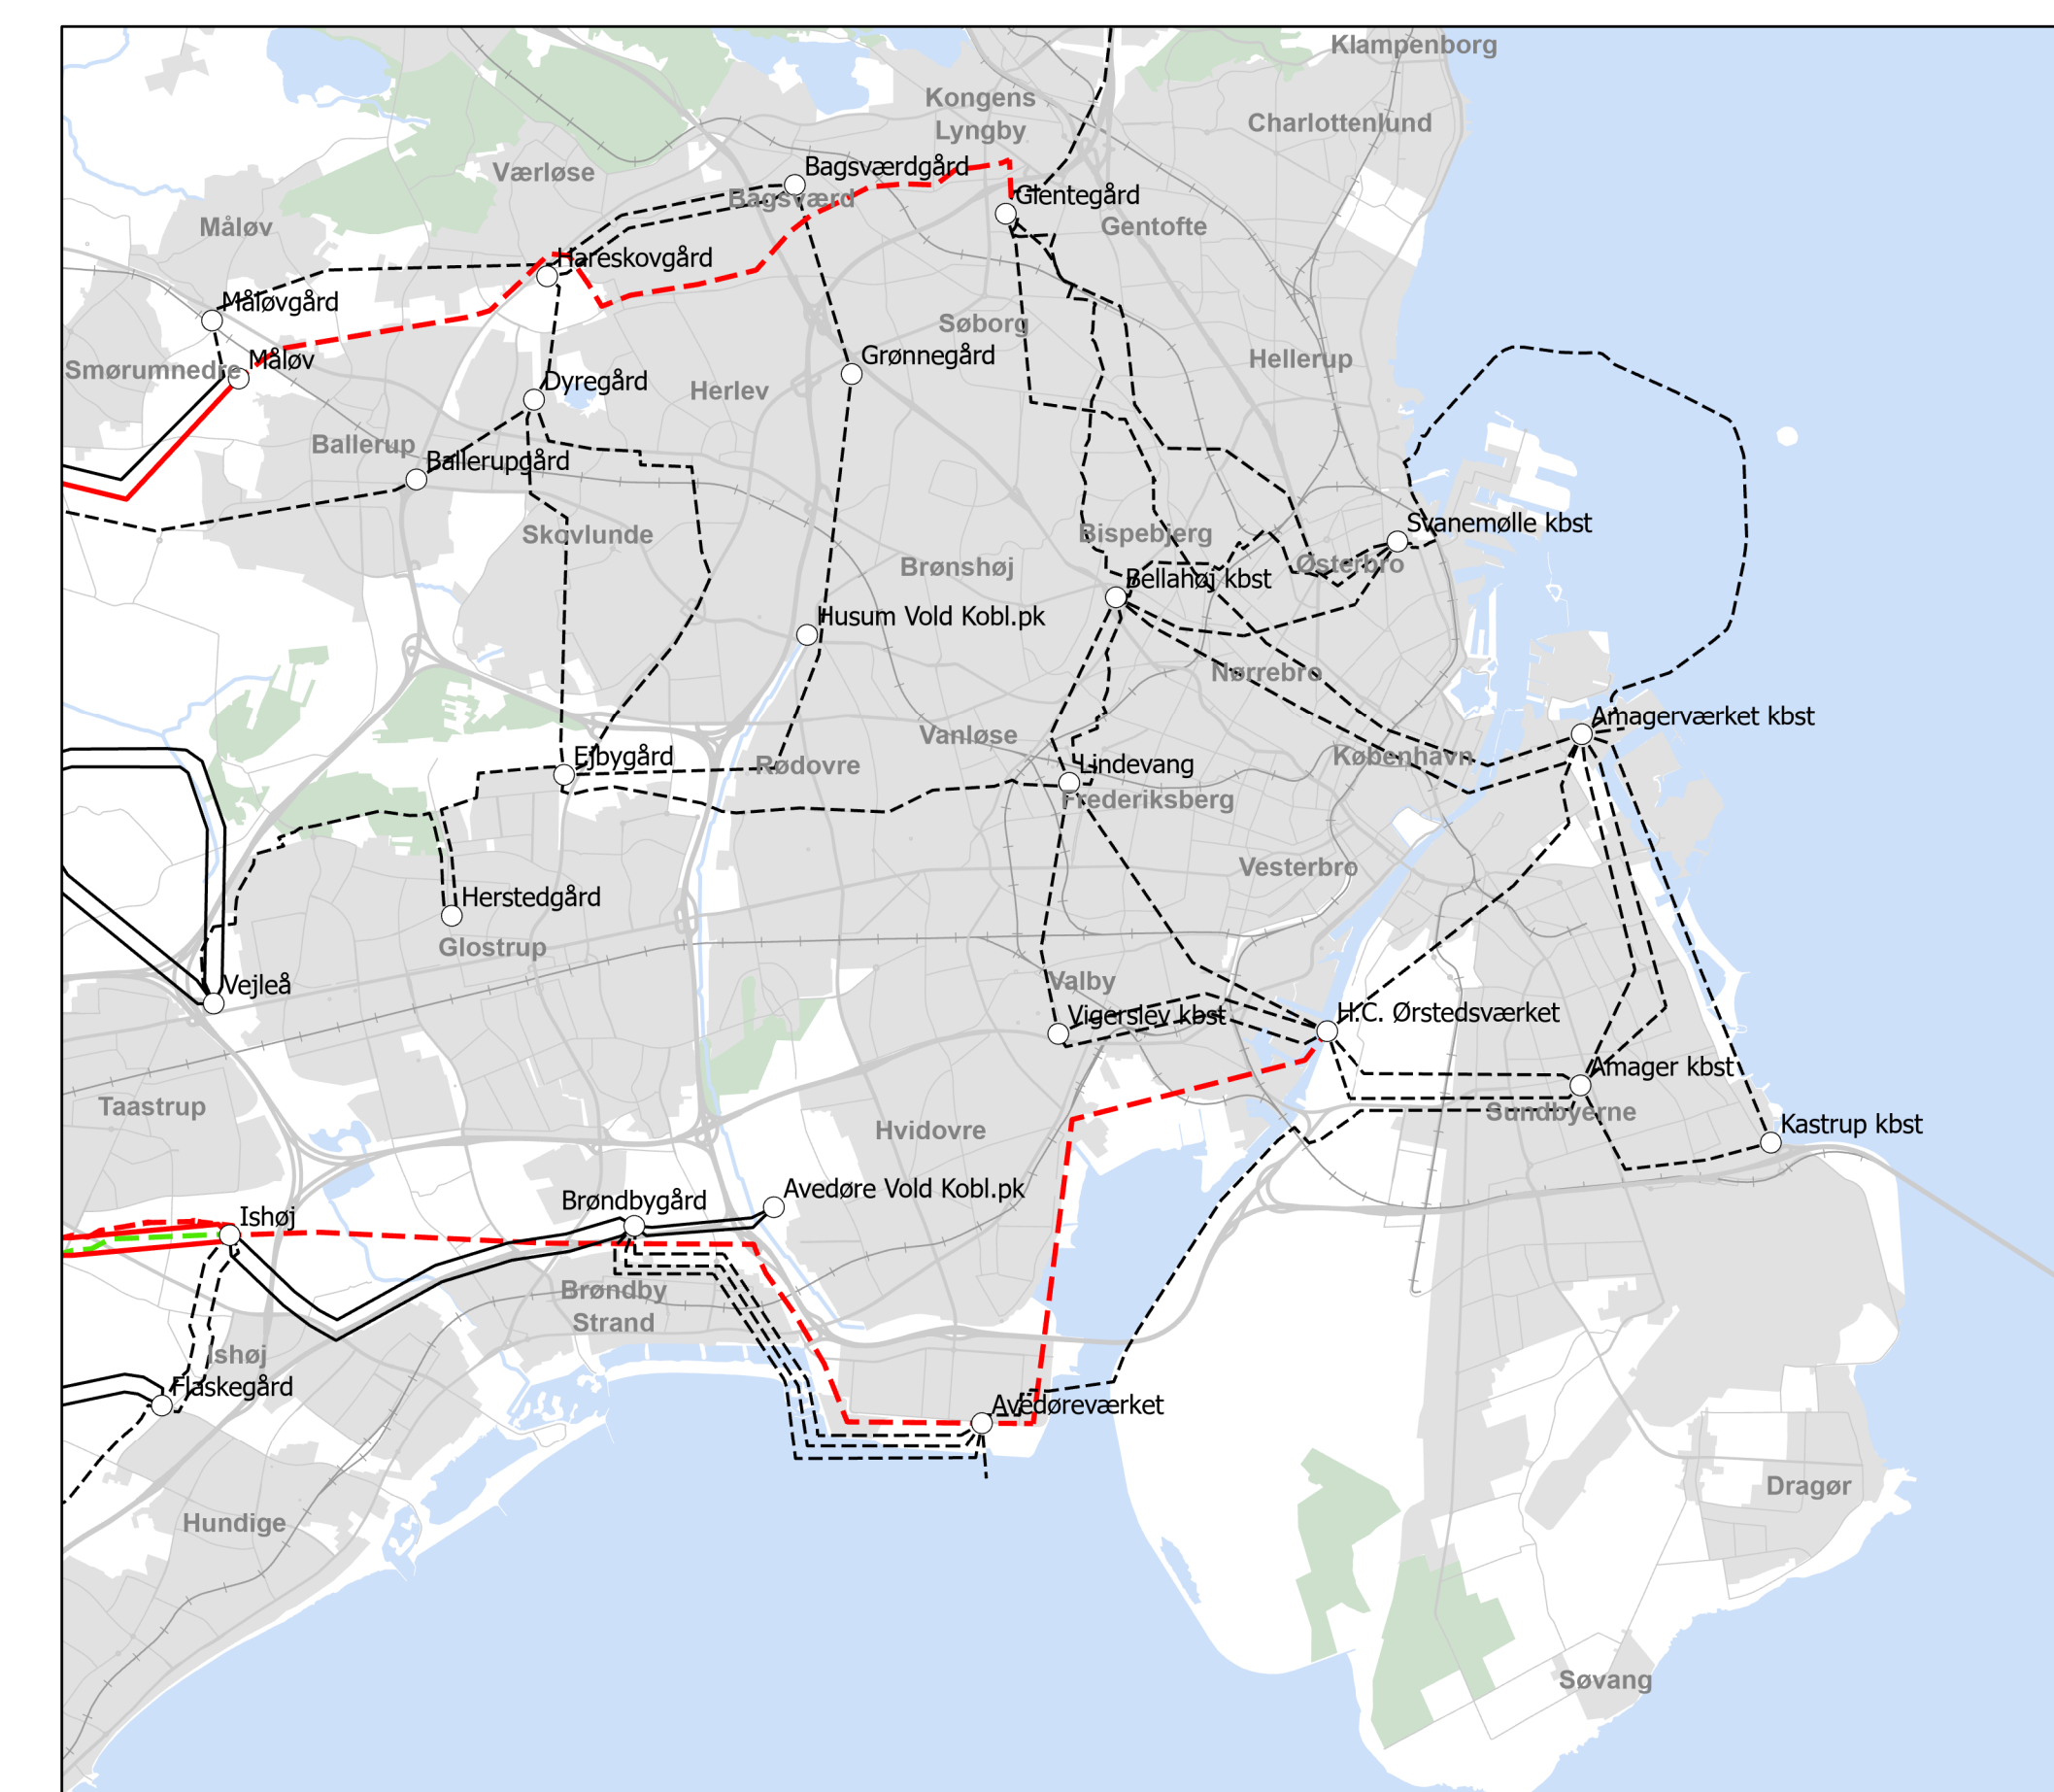 Klampenborg
Kongens
Lyngby
Charlottenlund
Bagsværdgård
Værløse
Bagsværd
Glentegård
Måløv
Gentofte
Hareskovgård
Måløvgård
Søborg
Grønnegård
Hellerup
Måløv
Smørumnedre
Dyregård
Herlev
Ballerup
Ballerupgård
Svanemølle kbst
Skovlunde
Bispebjerg
Østerbro
Brønshøj
Bellahøj kbst
Husum Vold Kobl.pk
Nørrebro
Amagerværket kbst
Vanløse
Ejbygård
København
Rødovre
Lindevang
Frederiksberg
Vesterbro
Herstedgård
Glostrup
Vejleå
Valby
Vigerslev kbst
H.C. Ørstedsværket
Amager kbst
Taastrup
Sundbyerne
Hvidovre
Kastrup kbst
Avedøre Vold Kobl.pk
Brøndbygård
Ishøj
Brøndby
Strand
Ishøj
Flaskegård
Avedøreværket
Dragør
Hundige
Søvang